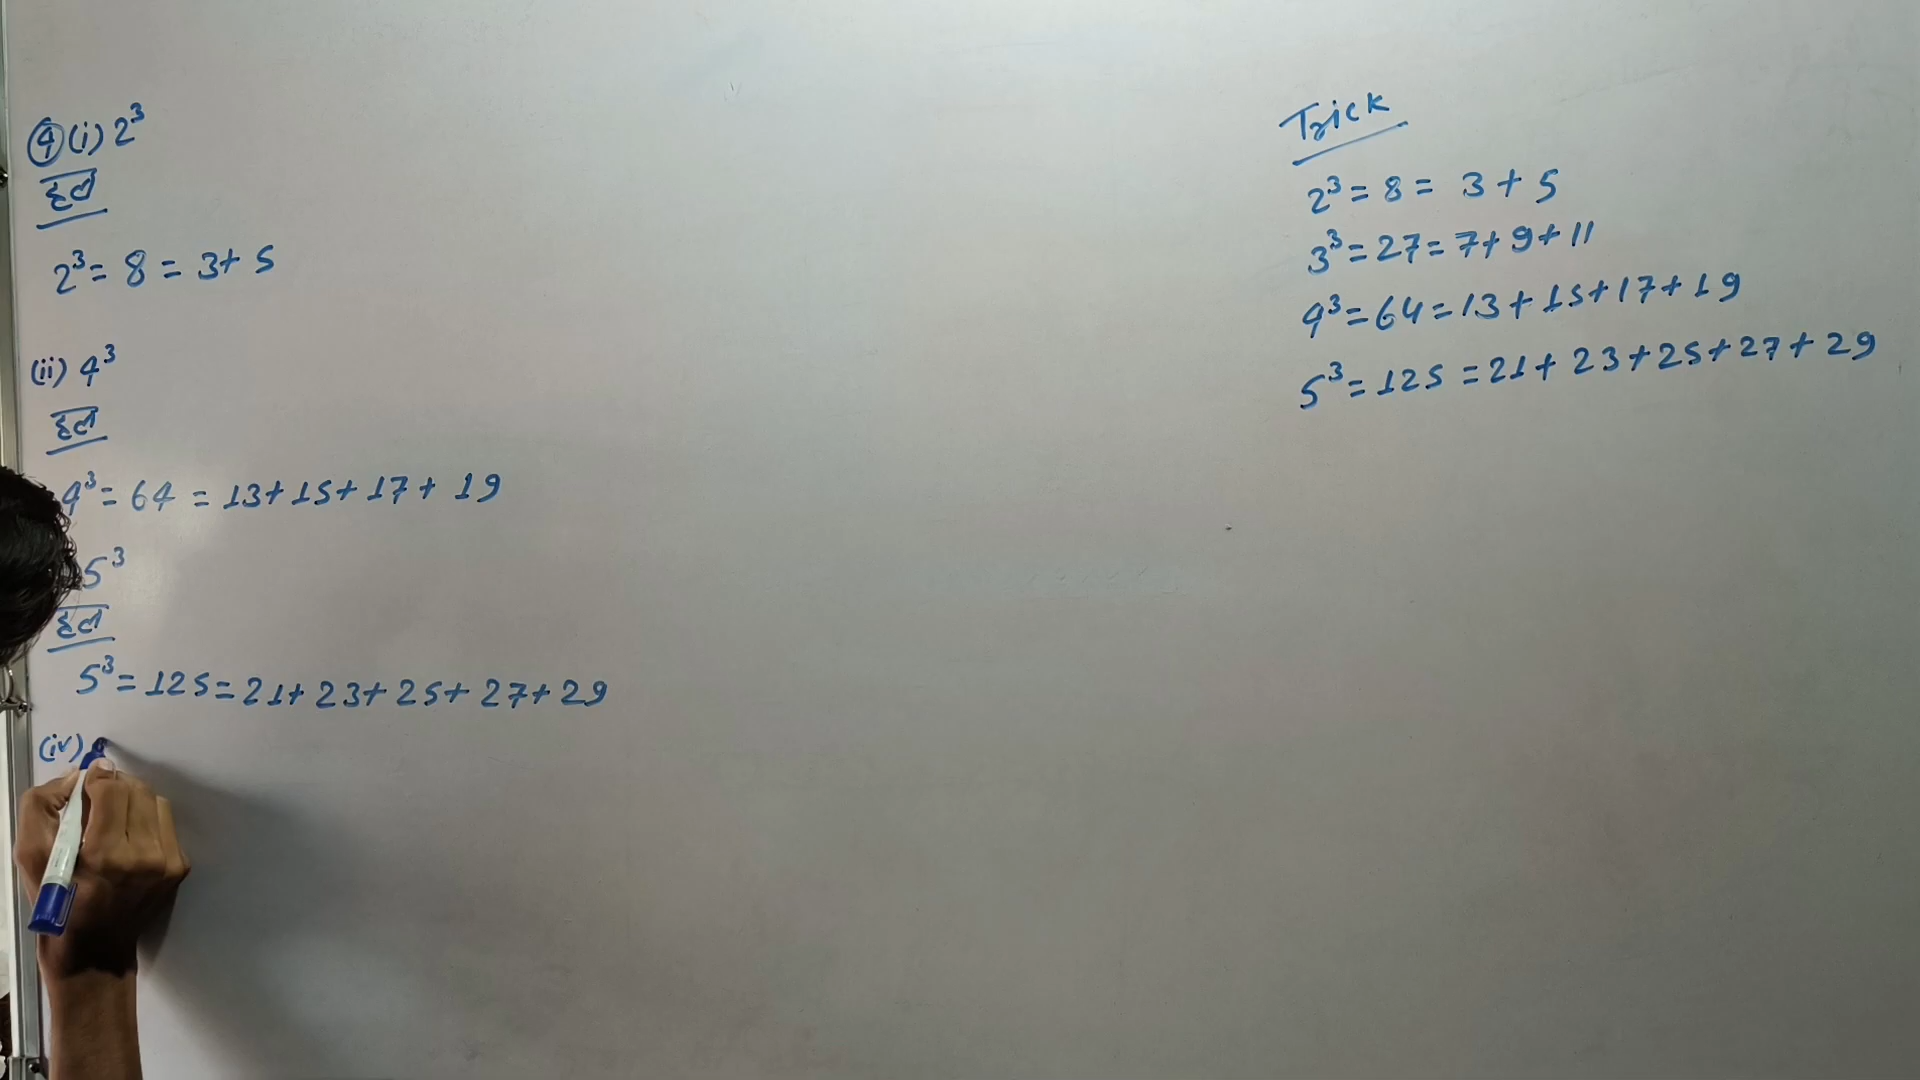 ④ (i) 2³
हल
2³ = 8 = 3 + 5
(ii) 4³
हल
4³ = 64 = 13 + 15 + 17 + 19
5³
हल
5³ = 125 = 21 + 23 + 25 + 27 + 29
(iv)
Trick
2³ = 8 = 3 + 5
3³ = 27 = 7 + 9 + 11
4³ = 64 = 13 + 15 + 17 + 19
5³ = 125 = 21 + 23 + 25 + 27 + 29